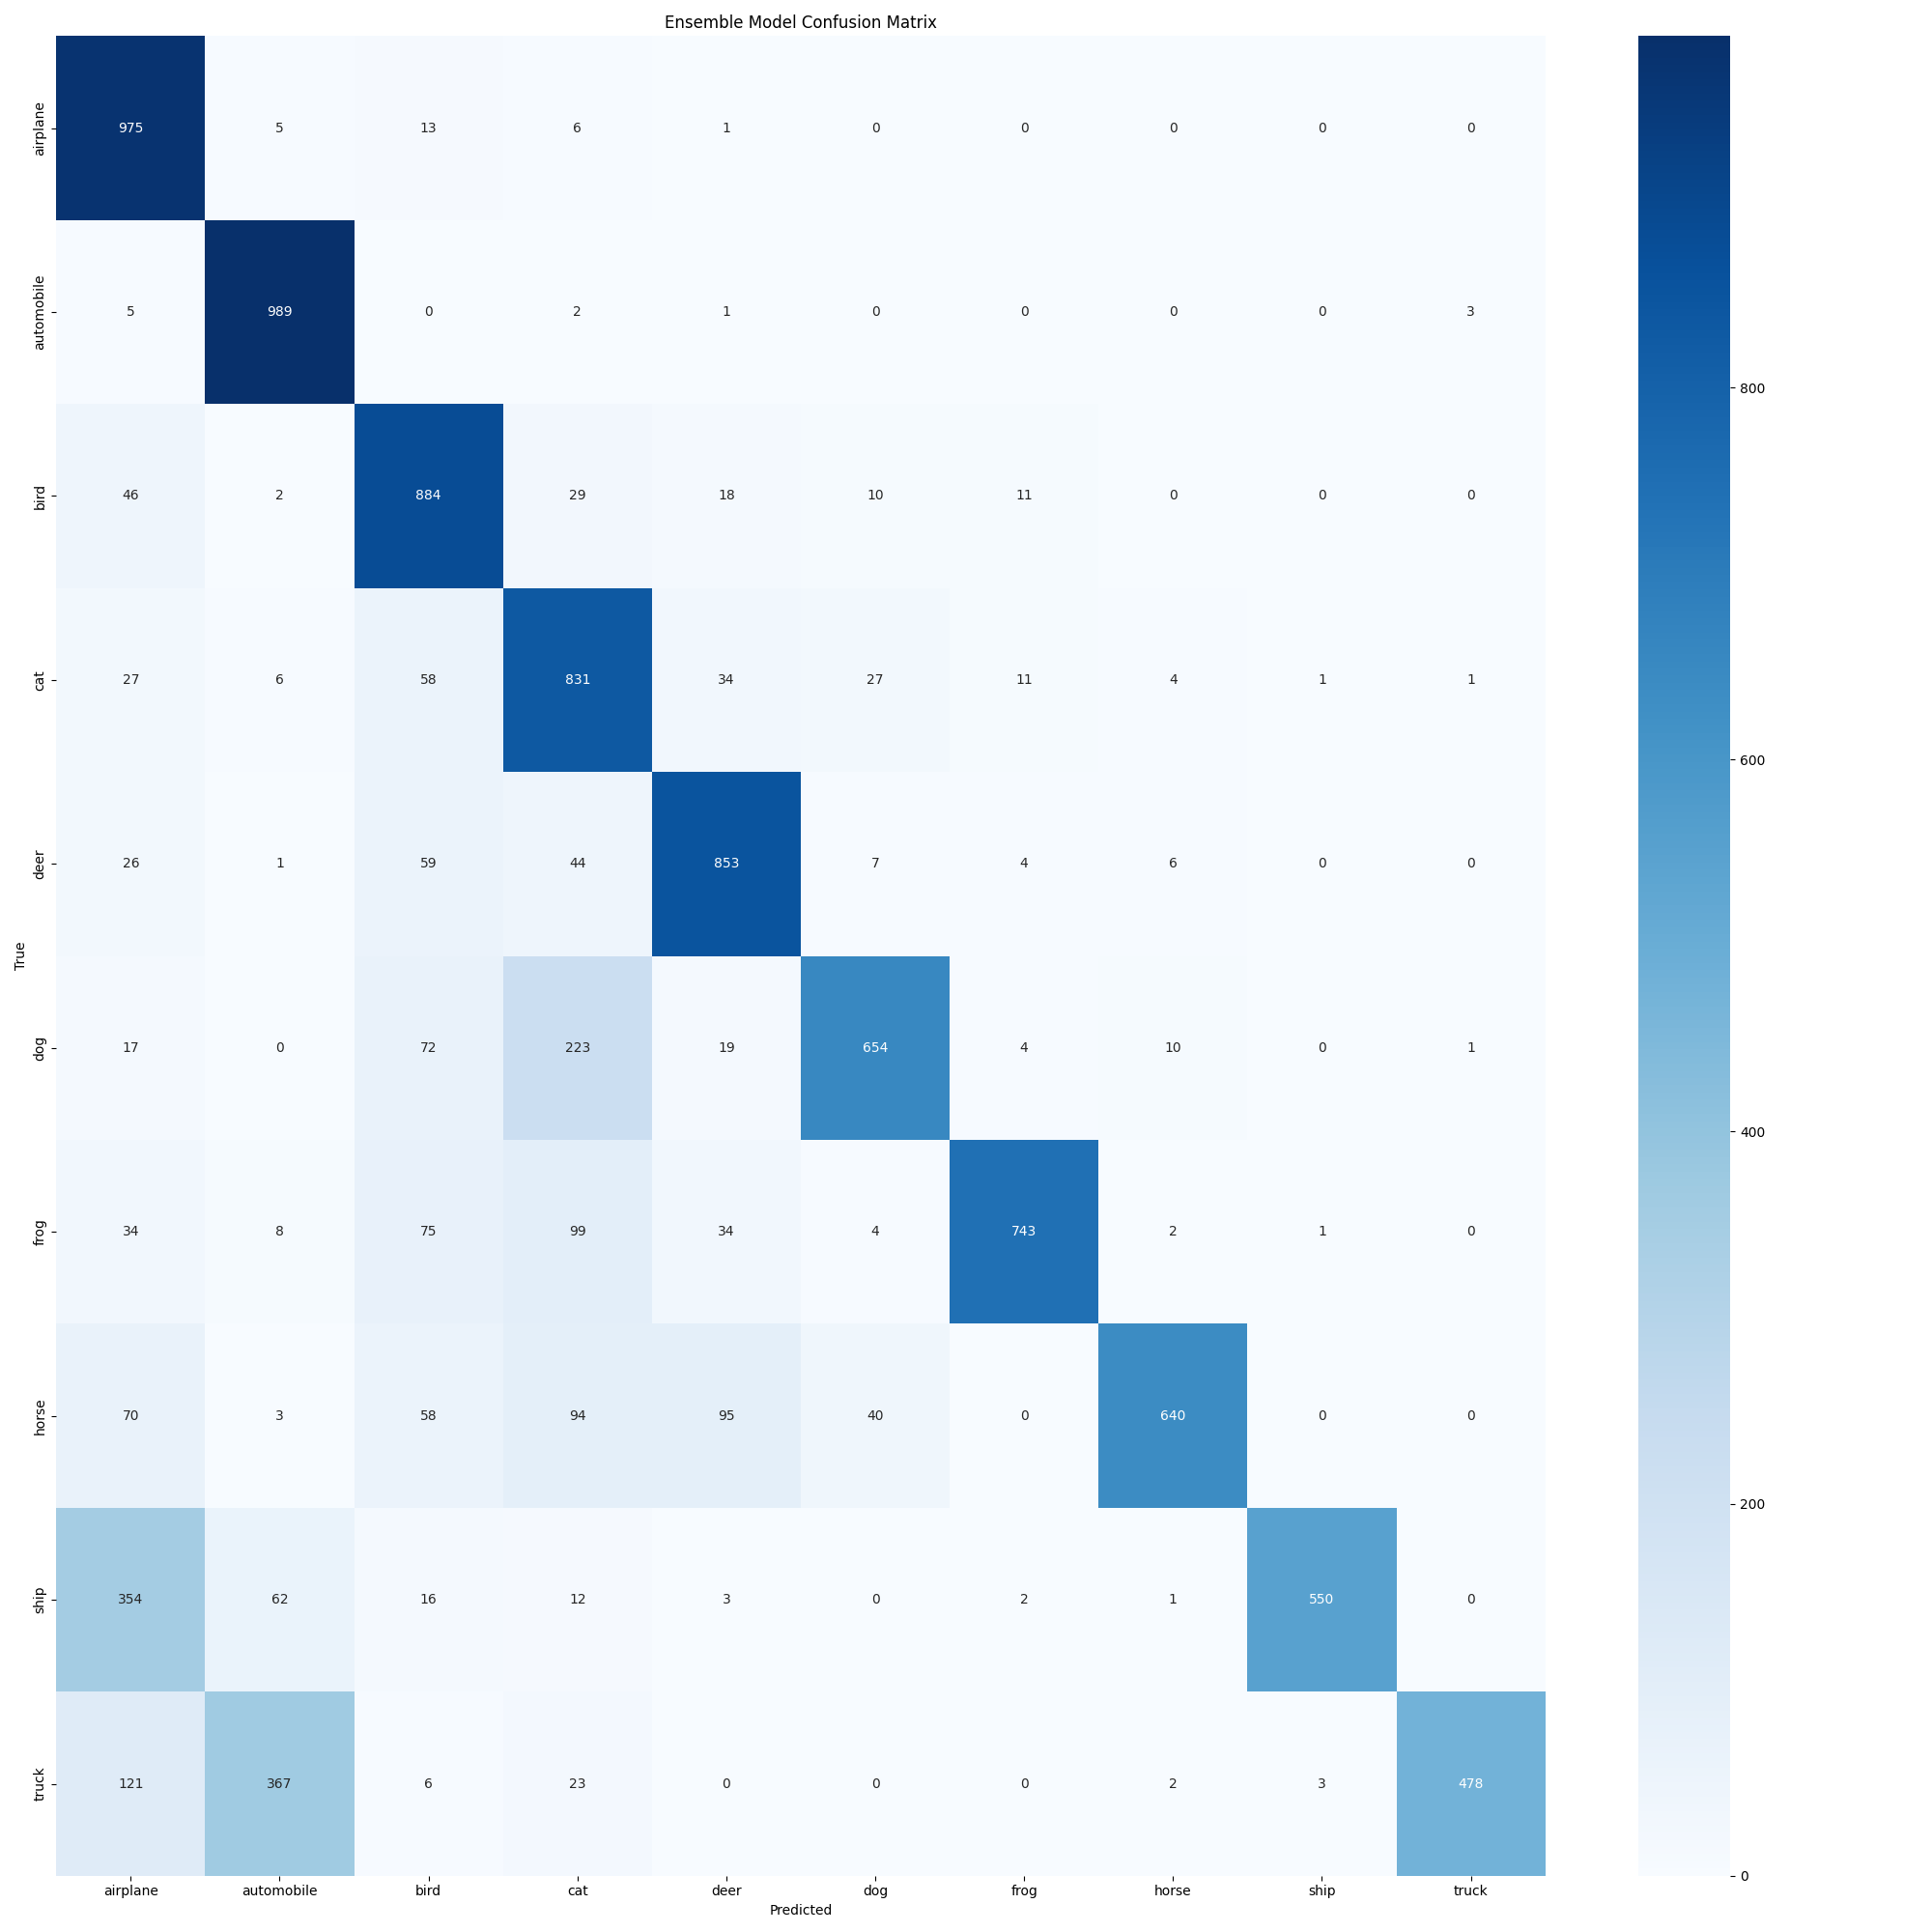 Ensemble Model Confusion Matrix
airplane 975 5 13 6 1 0 0 0 0 0
automobile 5 989 0 2 1 0 0 0 0 3
800
bird 46 2 884 29 18 10 11 0 0 0
cat 27 6 58 831 34 27 11 4 1 1
600
deer 26 1 59 44 853 7 4 6 0 0
True
dog 17 0 72 223 19 654 4 10 0 1
400
frog 34 8 75 99 34 4 743 2 1 0
horse 70 3 58 94 95 40 0 640 0 0
200
ship 354 62 16 12 3 0 2 1 550 0
truck 121 367 6 23 0 0 0 2 3 478
0
airplane automobile bird cat deer dog frog horse ship truck
Predicted